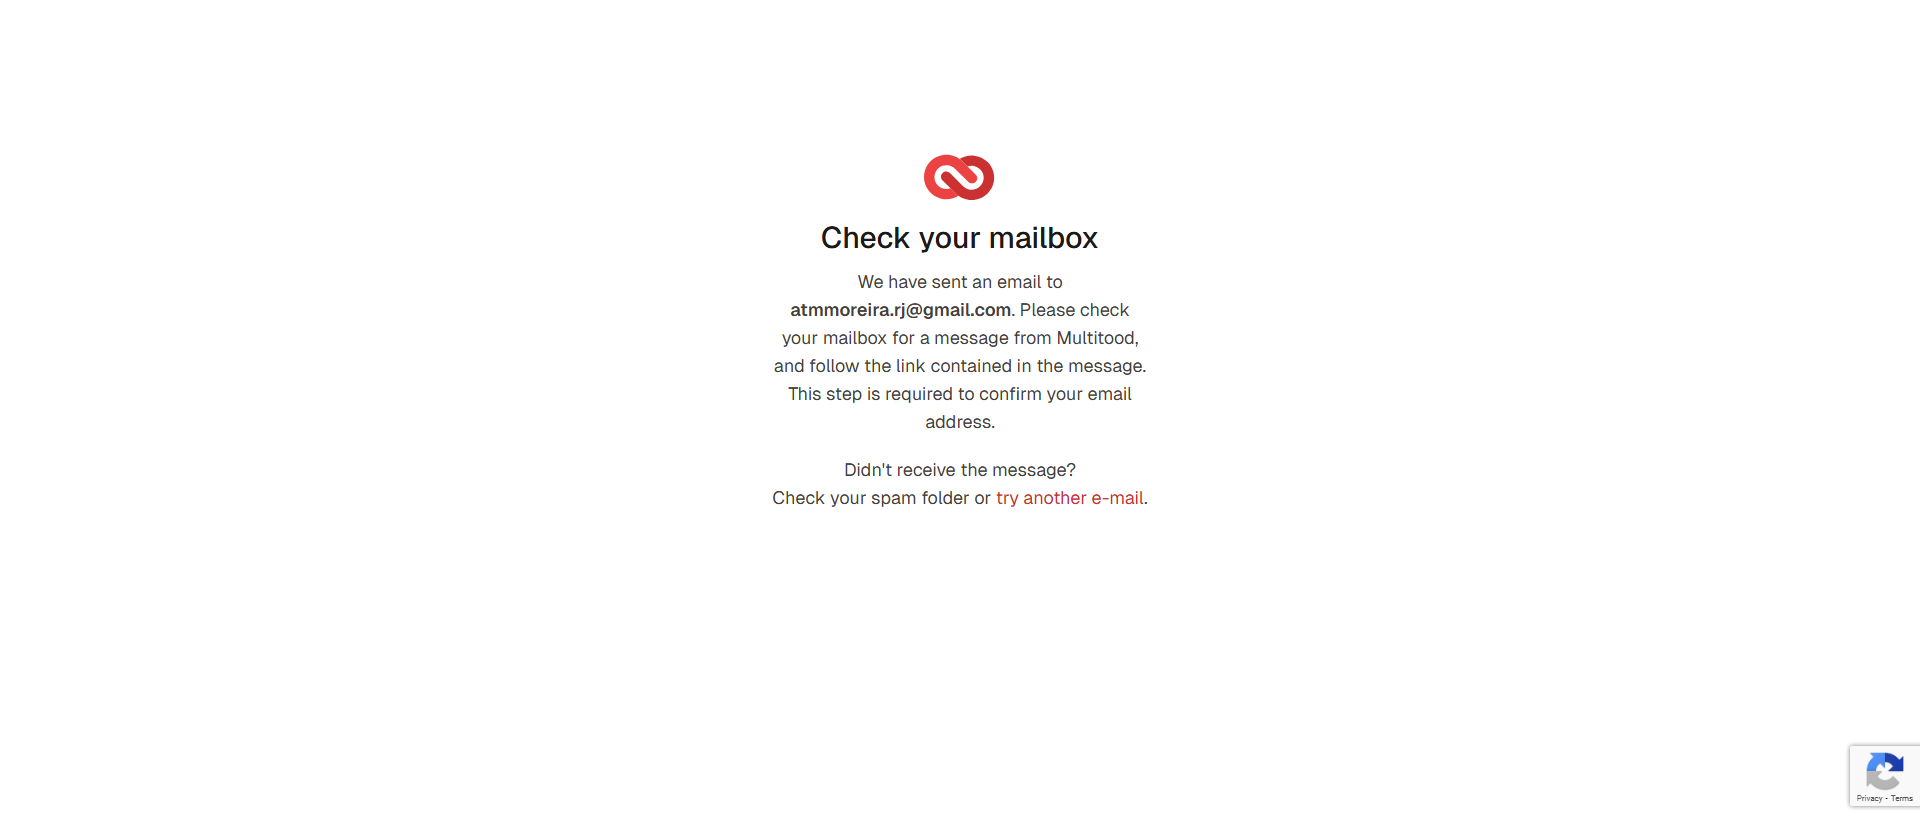 Check your mailbox
We have sent an email to
atmmoreira.rj@gmail.com. Please check
your mailbox for a message from Multitood,
and follow the link contained in the message.
This step is required to confirm your email
address.
Didn't receive the message?
Check your spam folder or try another e-mail.
Privacy - Terms